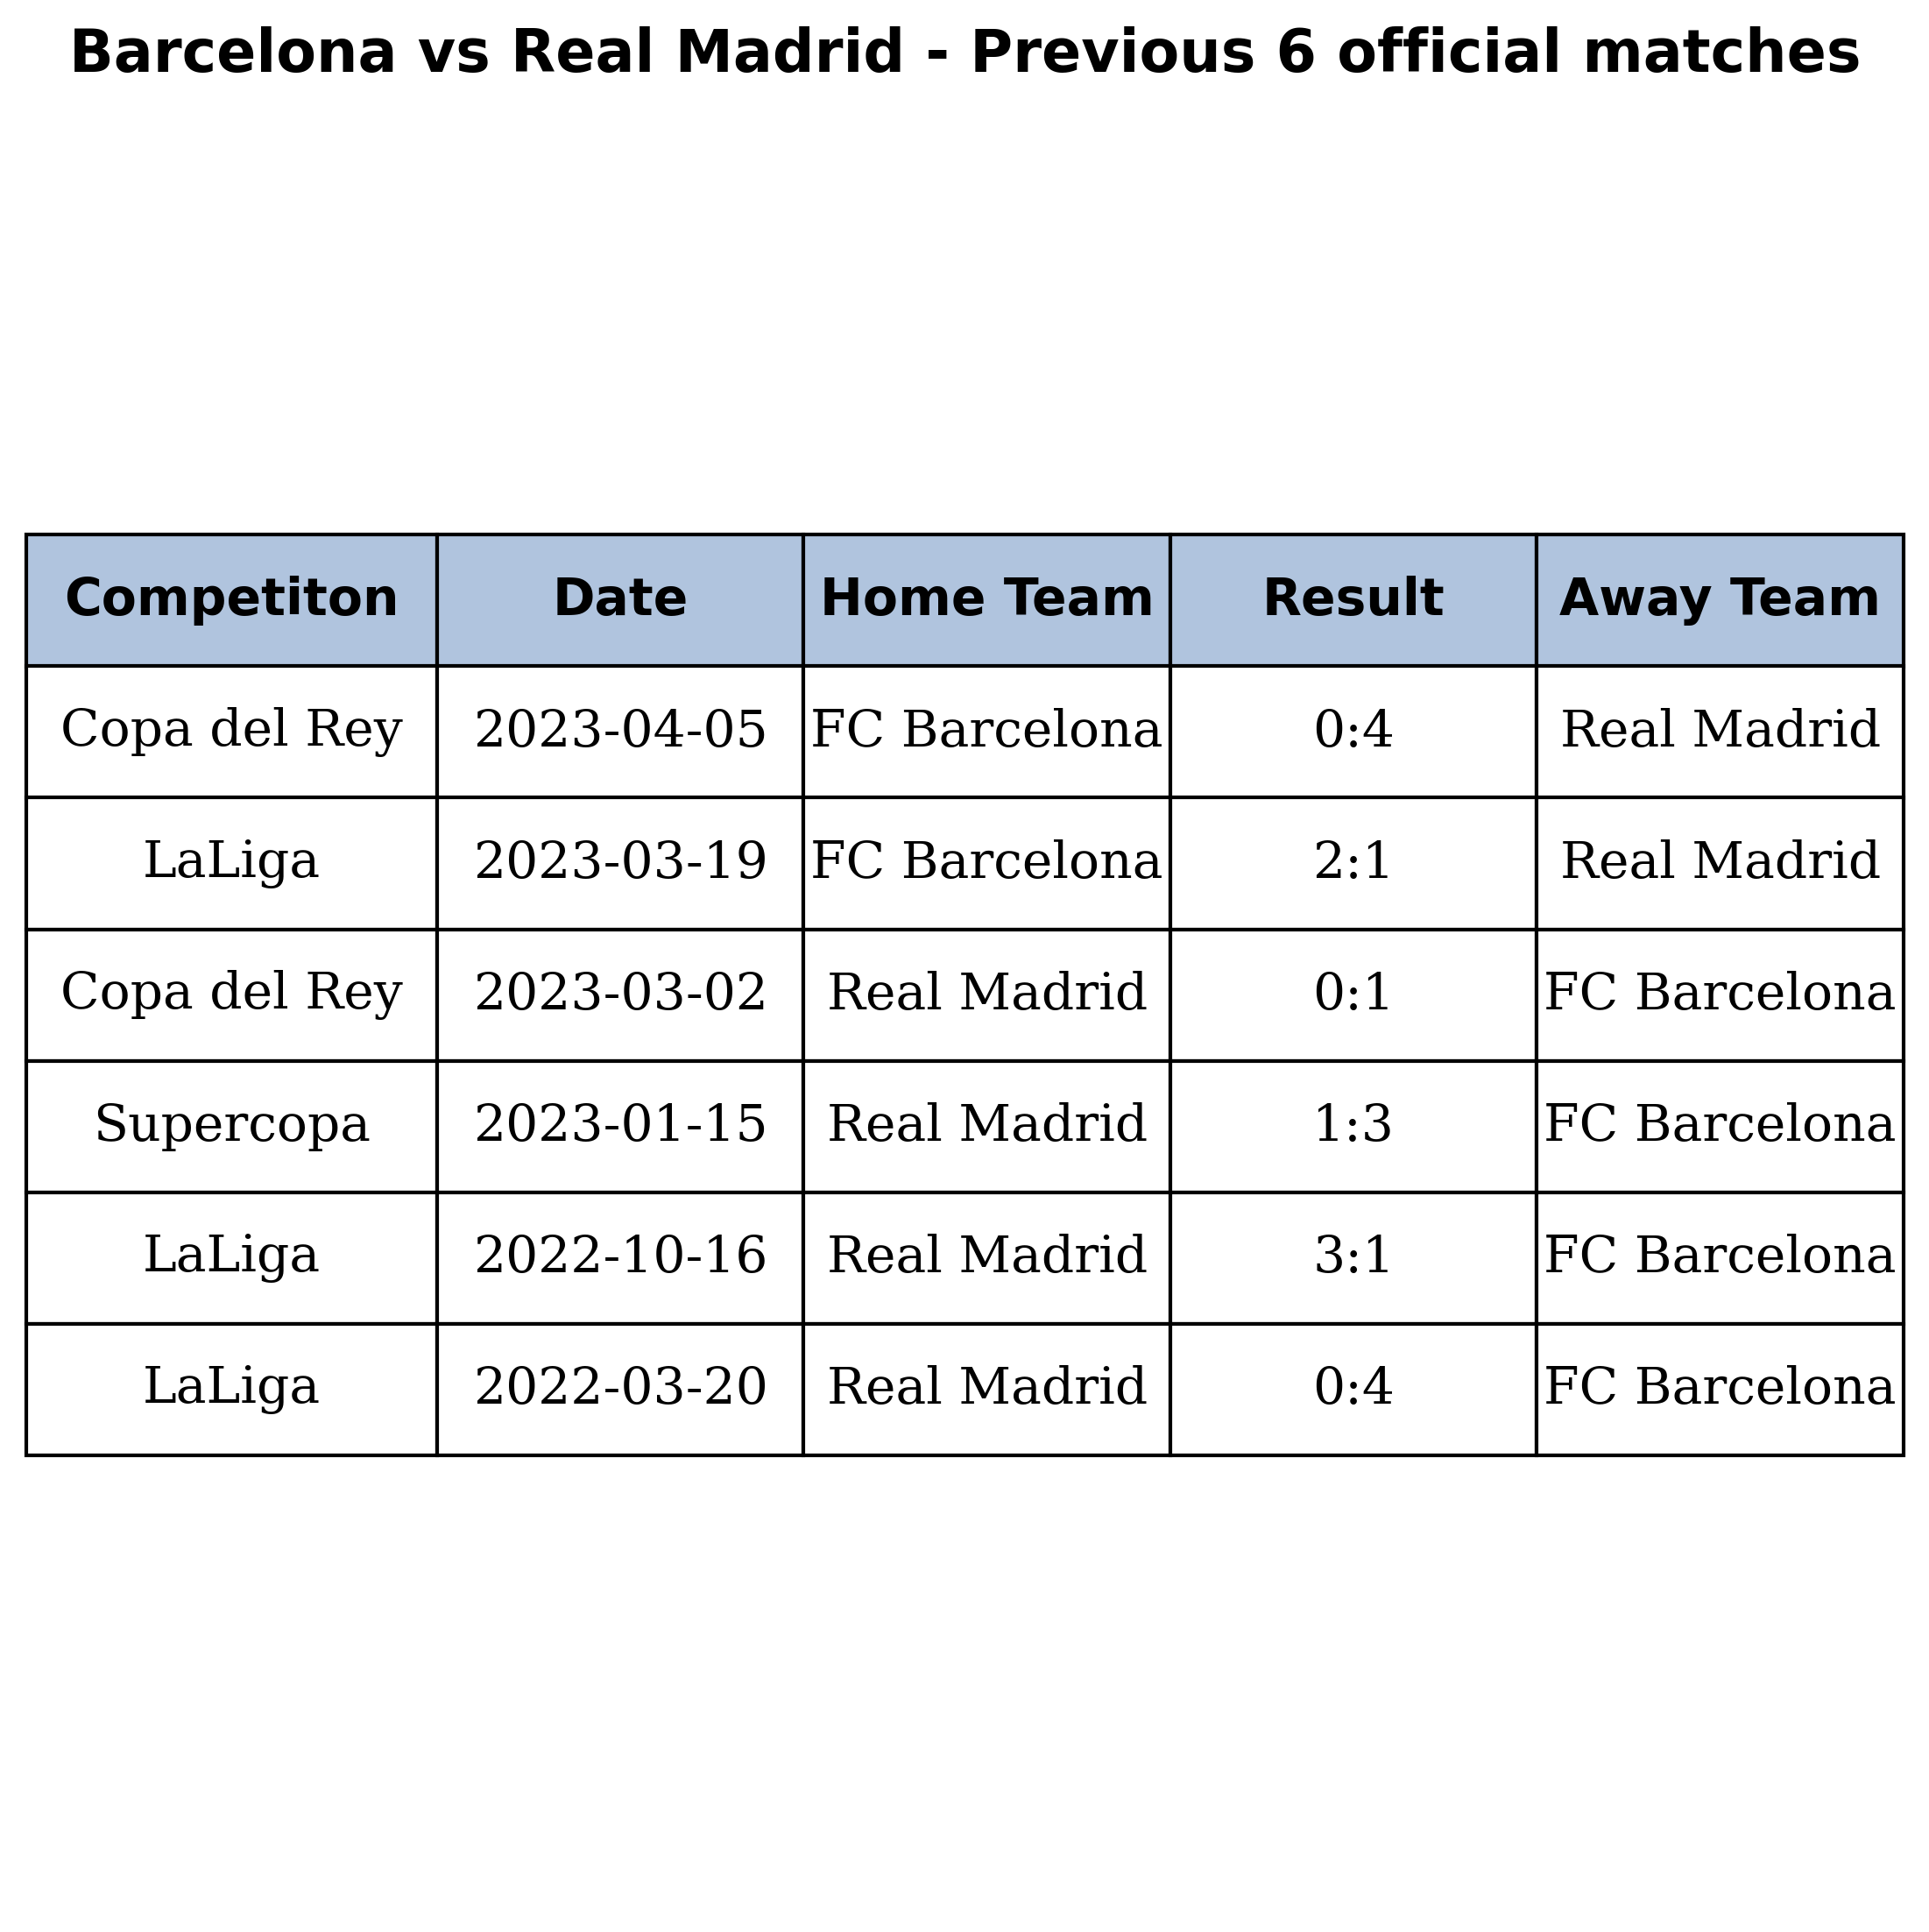 Barcelona vs Real Madrid - Previous 6 official matches
Competiton Date Home Team Result Away Team
Copa del Rey 2023-04-05 FC Barcelona 0:4 Real Madrid
LaLiga 2023-03-19 FC Barcelona 2:1 Real Madrid
Copa del Rey 2023-03-02 Real Madrid 0:1 FC Barcelona
Supercopa 2023-01-15 Real Madrid 1:3 FC Barcelona
LaLiga 2022-10-16 Real Madrid 3:1 FC Barcelona
LaLiga 2022-03-20 Real Madrid 0:4 FC Barcelona